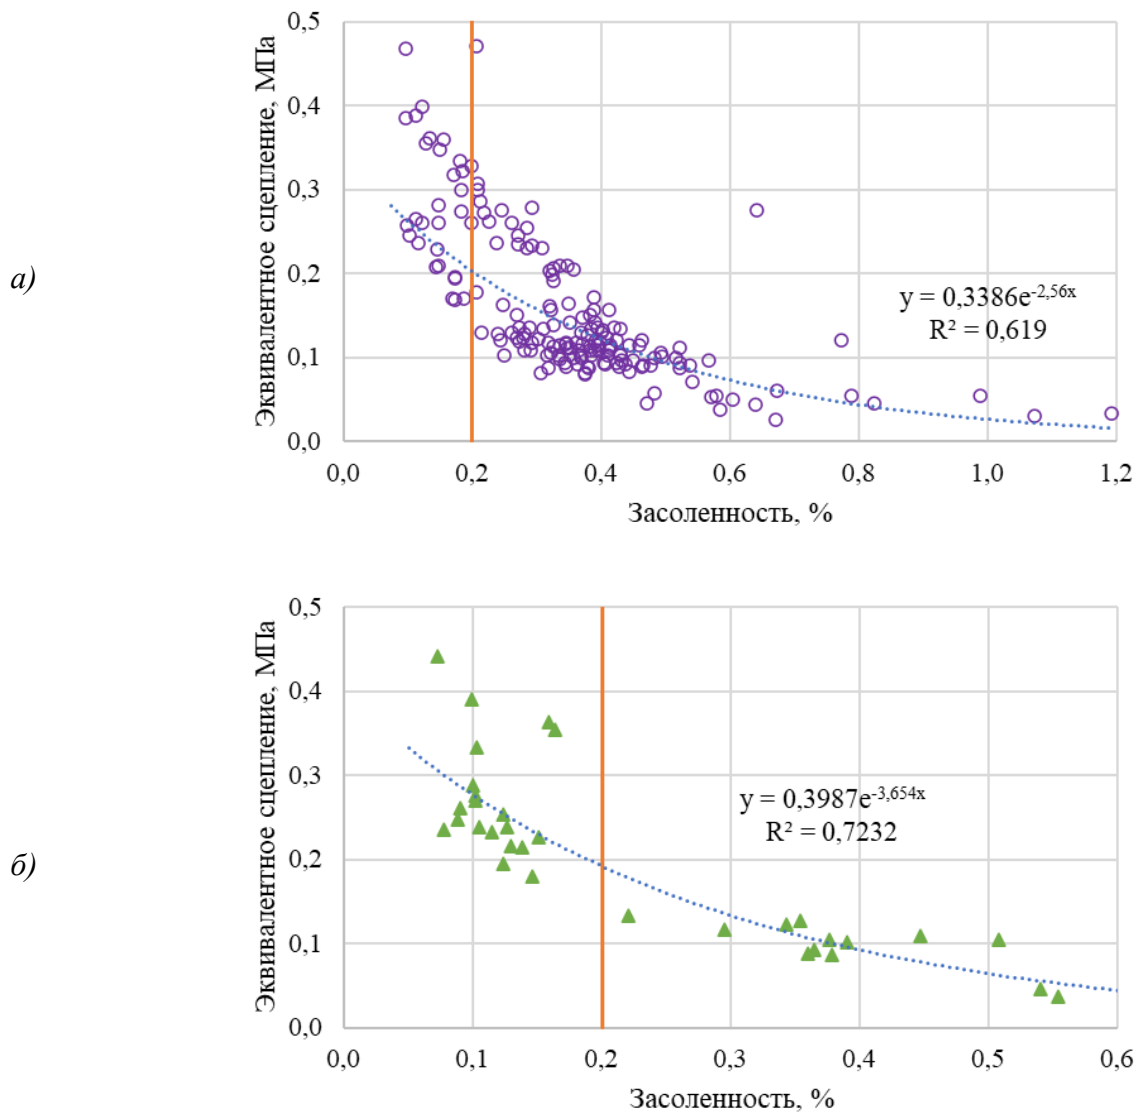 а)
Эквивалентное сцепление, МПа
0,5
0,4
0,3
0,2
0,1
0,0
y = 0,3386e^-2,56x
R² = 0,619
0,0 0,2 0,4 0,6 0,8 1,0 1,2
Засоленность, %
б)
Эквивалентное сцепление, МПа
0,5
0,4
0,3
0,2
0,1
0,0
y = 0,3987e^-3,654x
R² = 0,7232
0,0 0,1 0,2 0,3 0,4 0,5 0,6
Засоленность, %